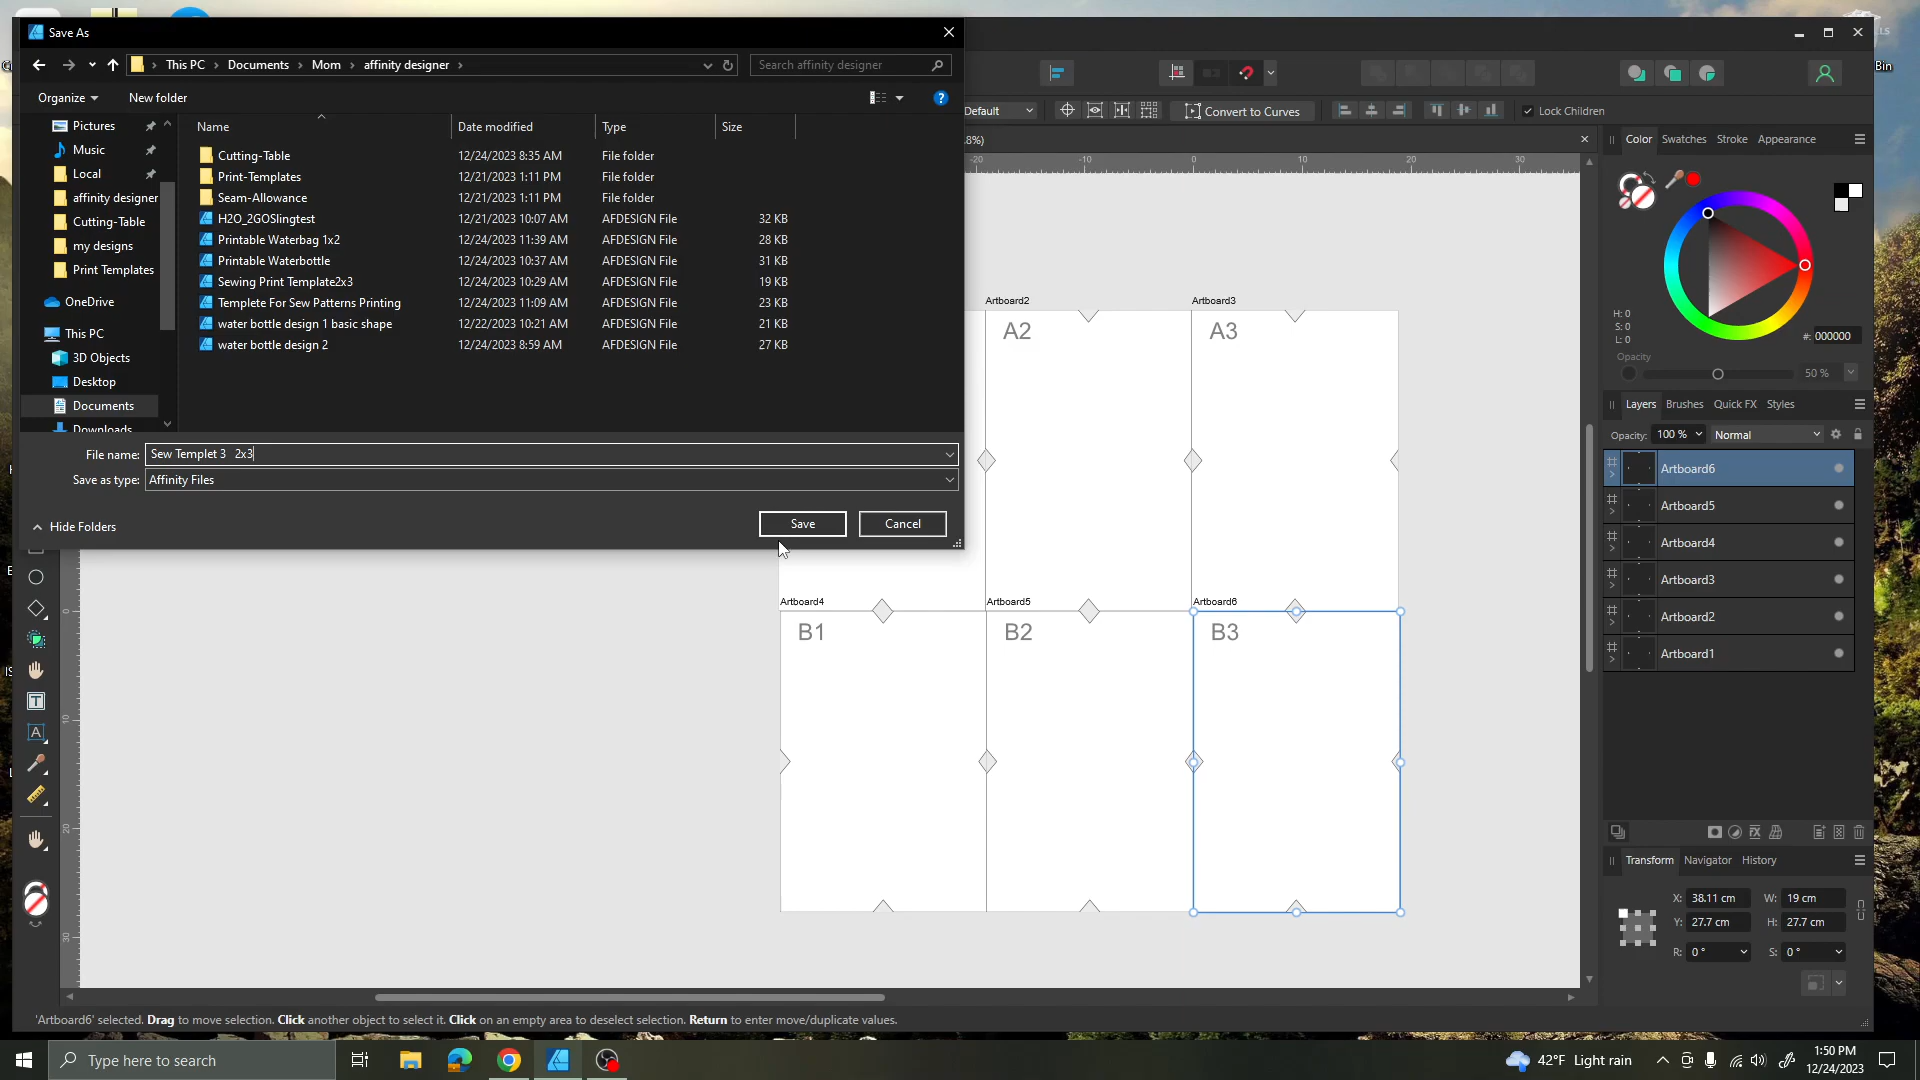 Save As
This PC
Documents
Mom
affinity designer
Search affinity designer
Organize
New folder
Name
Date modified
Type
Size
Pictures
Music
Local
affinity designer
Cutting-Table
my designs
Print Templates
OneDrive
This PC
3D Objects
Desktop
Documents
Downloads
Cutting-Table 12/24/2023 8:35 AM File folder
Print-Templates 12/21/2023 1:11 PM File folder
Seam-Allowance 12/21/2023 1:11 PM File folder
H2O_2GOSlingtest 12/21/2023 10:07 AM AFDESIGN File 32 KB
Printable Waterbag 1x2 12/24/2023 11:39 AM AFDESIGN File 28 KB
Printable Waterbottle 12/24/2023 10:37 AM AFDESIGN File 31 KB
Sewing Print Template2x3 12/24/2023 10:29 AM AFDESIGN File 19 KB
Templete For Sew Patterns Printing 12/24/2023 11:09 AM AFDESIGN File 23 KB
water bottle design 1 basic shape 12/22/2023 10:21 AM AFDESIGN File 21 KB
water bottle design 2 12/24/2023 8:59 AM AFDESIGN File 27 KB
File name: Sew Templet 3 2x3
Save as type: Affinity Files
Hide Folders
Save
Cancel
Bin
Default
Convert to Curves
Lock Children
.8%)
-20
-10
0
10
20
30
0
10
20
30
Artboard2
Artboard3
A2
A3
Artboard4
Artboard5
Artboard6
B1
B2
B3
Color
Swatches
Stroke
Appearance
H: 0
S: 0
L: 0
#: 000000
Opacity
50 %
Layers
Brushes
Quick FX
Styles
Opacity: 100 % Normal
Artboard6
Artboard5
Artboard4
Artboard3
Artboard2
Artboard1
Transform
Navigator
History
X: 38.11 cm W: 19 cm
Y: 27.7 cm H: 27.7 cm
R: 0 ° S: 0 °
'Artboard6' selected. Drag to move selection. Click another object to select it. Click on an empty area to deselect selection. Return to enter move/duplicate values.
Type here to search
42°F Light rain
1:50 PM
12/24/2023